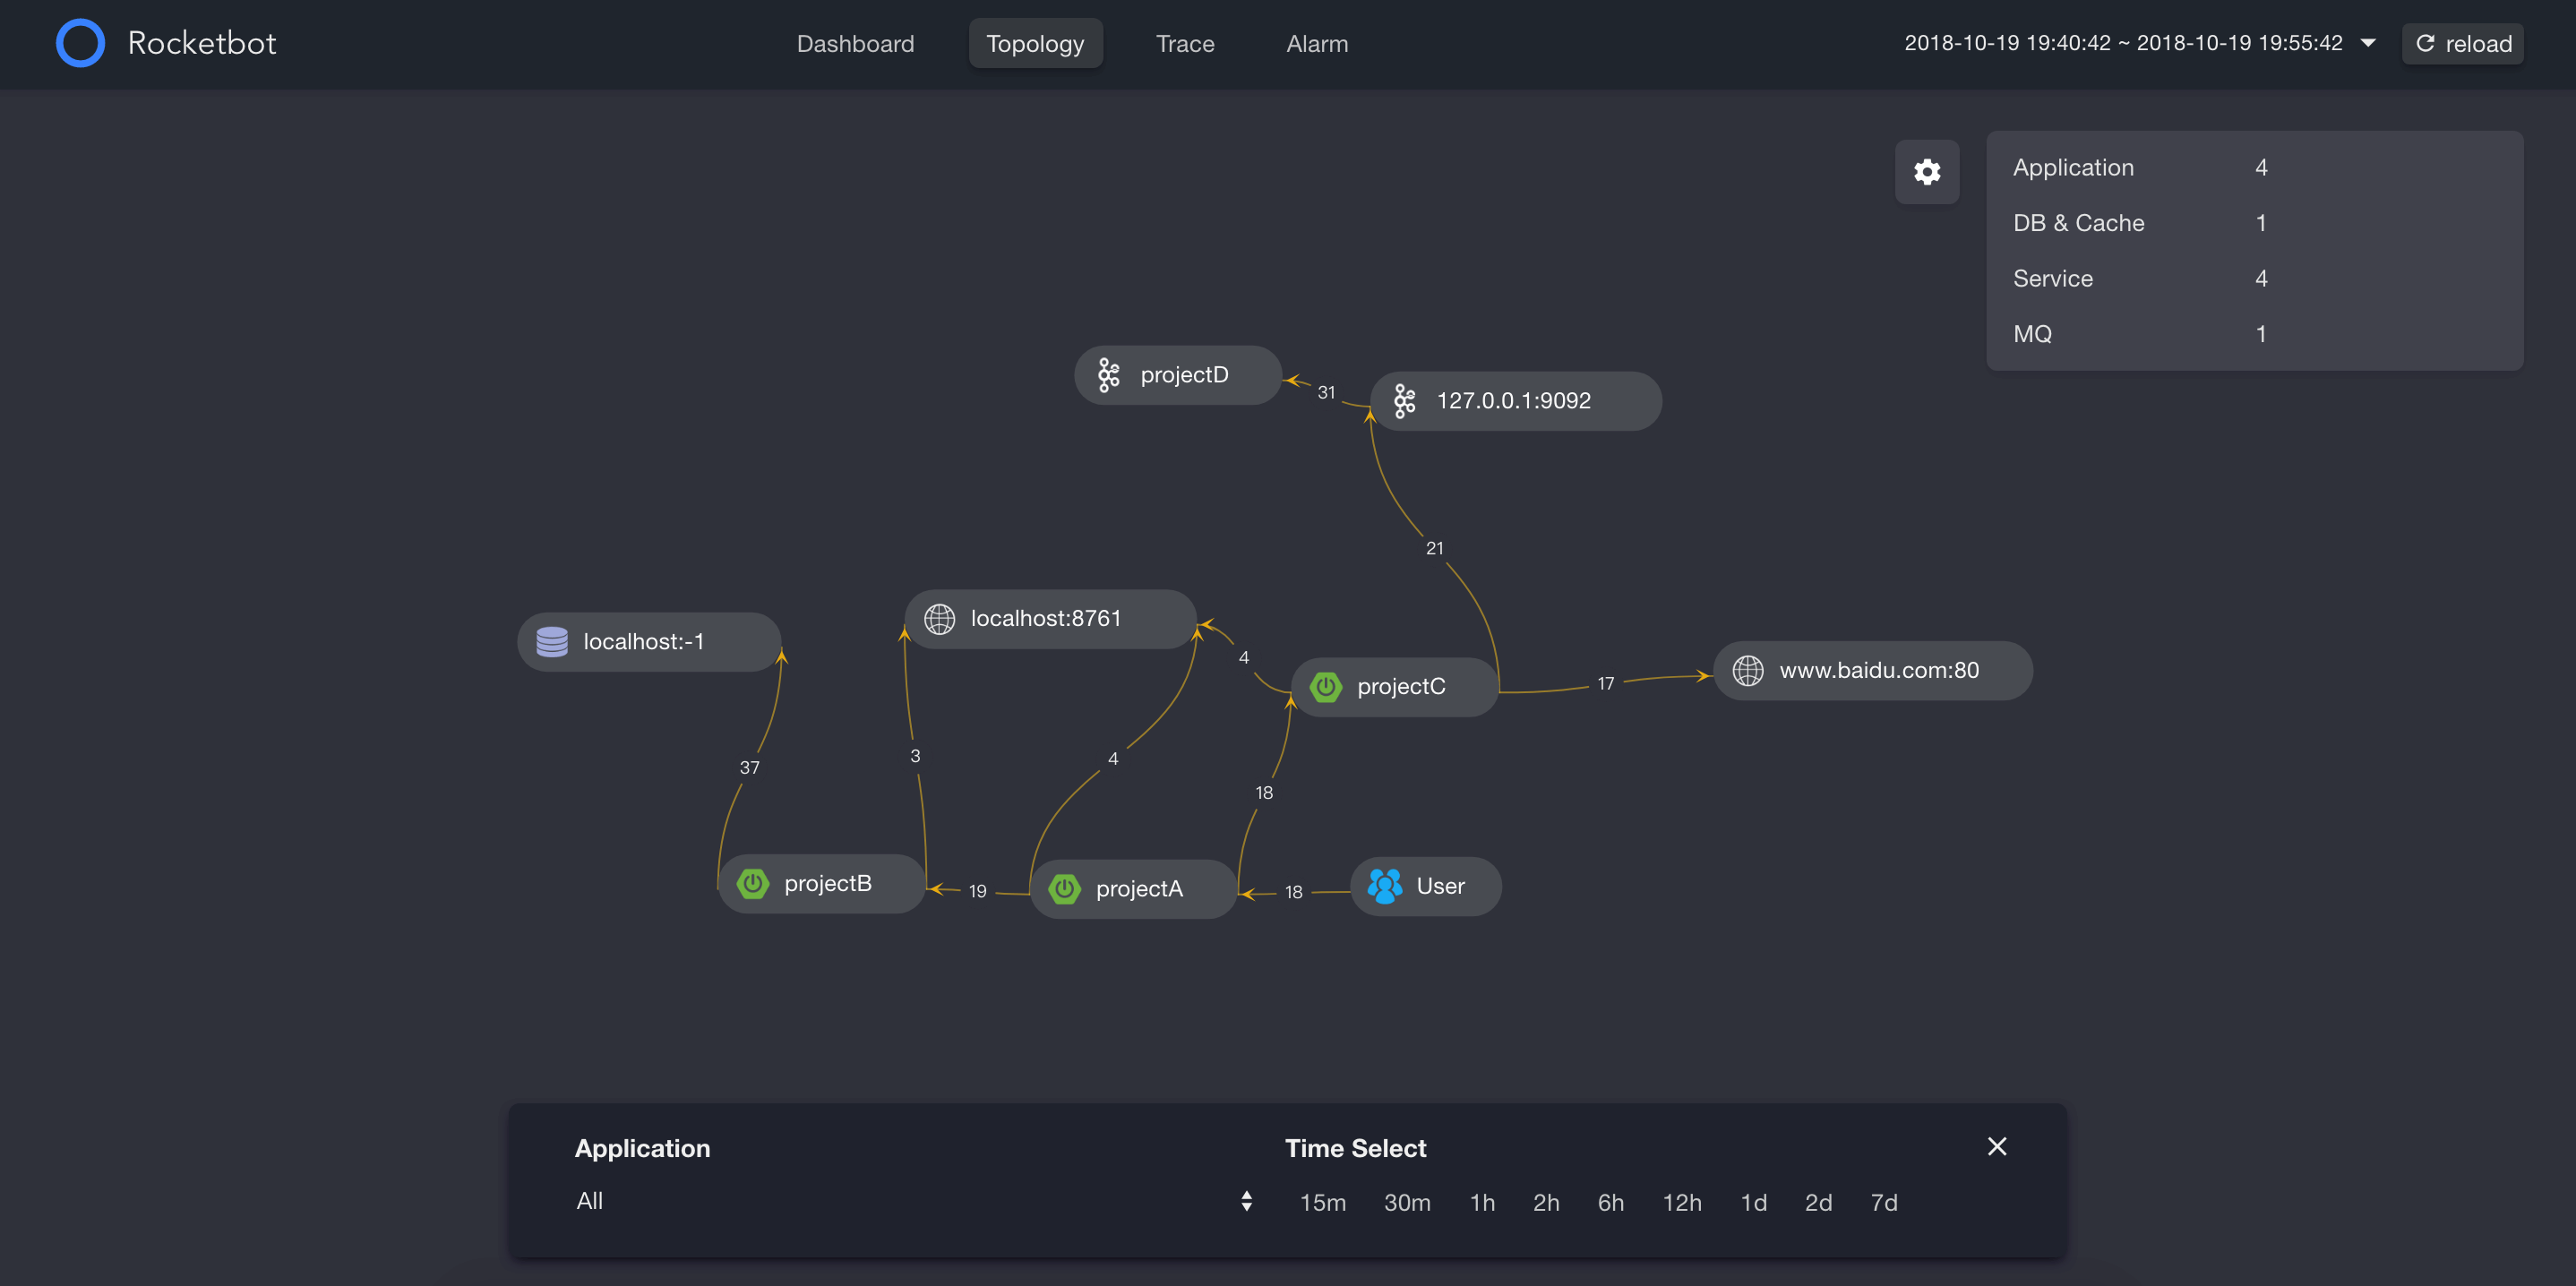 Rocketbot
Dashboard
Topology
Trace
Alarm
2018-10-19 19:40:42 ~ 2018-10-19 19:55:42
reload
Application 4
DB & Cache 1
Service 4
MQ 1
projectD
31
127.0.0.1:9092
21
localhost:-1
localhost:8761
4
projectC
17
www.baidu.com:80
37
3
4
18
projectB
19
projectA
18
User
Application
All
Time Select
15m 30m 1h 2h 6h 12h 1d 2d 7d